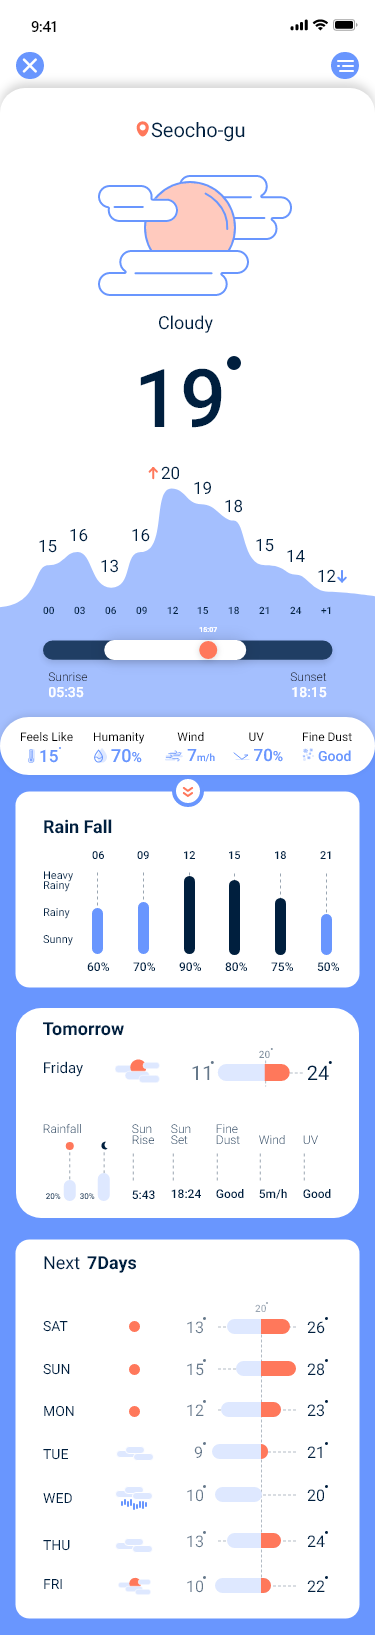 9:41
Seocho-gu
Cloudy
19°
↑20
19
18
16
16
15
15
14
13
12↓
00 03 06 09 12 15 18 21 24 +1
18:07
Sunrise Sunset
05:35 18:15
Feels Like Humanity Wind UV Fine Dust
15° 70% 7m/h 70% Good
Rain Fall
06 09 12 15 18 21
Heavy
Rainy
Rainy
Sunny
60% 70% 90% 80% 75% 50%
Tomorrow
20°
Friday 11° 24°
Rainfall Sun Rise Sun Set Fine Dust Wind UV
20% 30% 5:43 18:24 Good 5m/h Good
Next 7Days
20°
SAT 13° 26°
SUN 15° 28°
MON 12° 23°
TUE 9° 21°
WED 10° 20°
THU 13° 24°
FRI 10° 22°